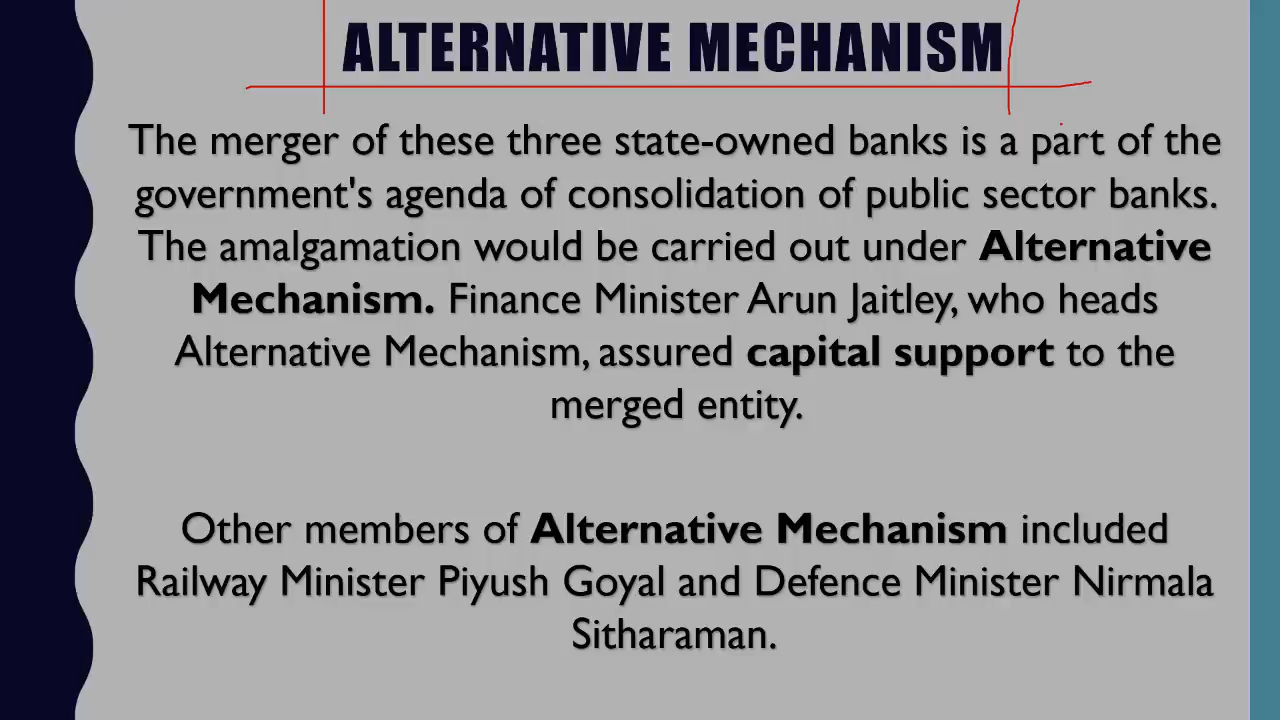 ALTERNATIVE MECHANISM
The merger of these three state-owned banks is a part of the
government's agenda of consolidation of public sector banks.
The amalgamation would be carried out under Alternative
Mechanism. Finance Minister Arun Jaitley, who heads
Alternative Mechanism, assured capital support to the
merged entity.
Other members of Alternative Mechanism included
Railway Minister Piyush Goyal and Defence Minister Nirmala
Sitharaman.